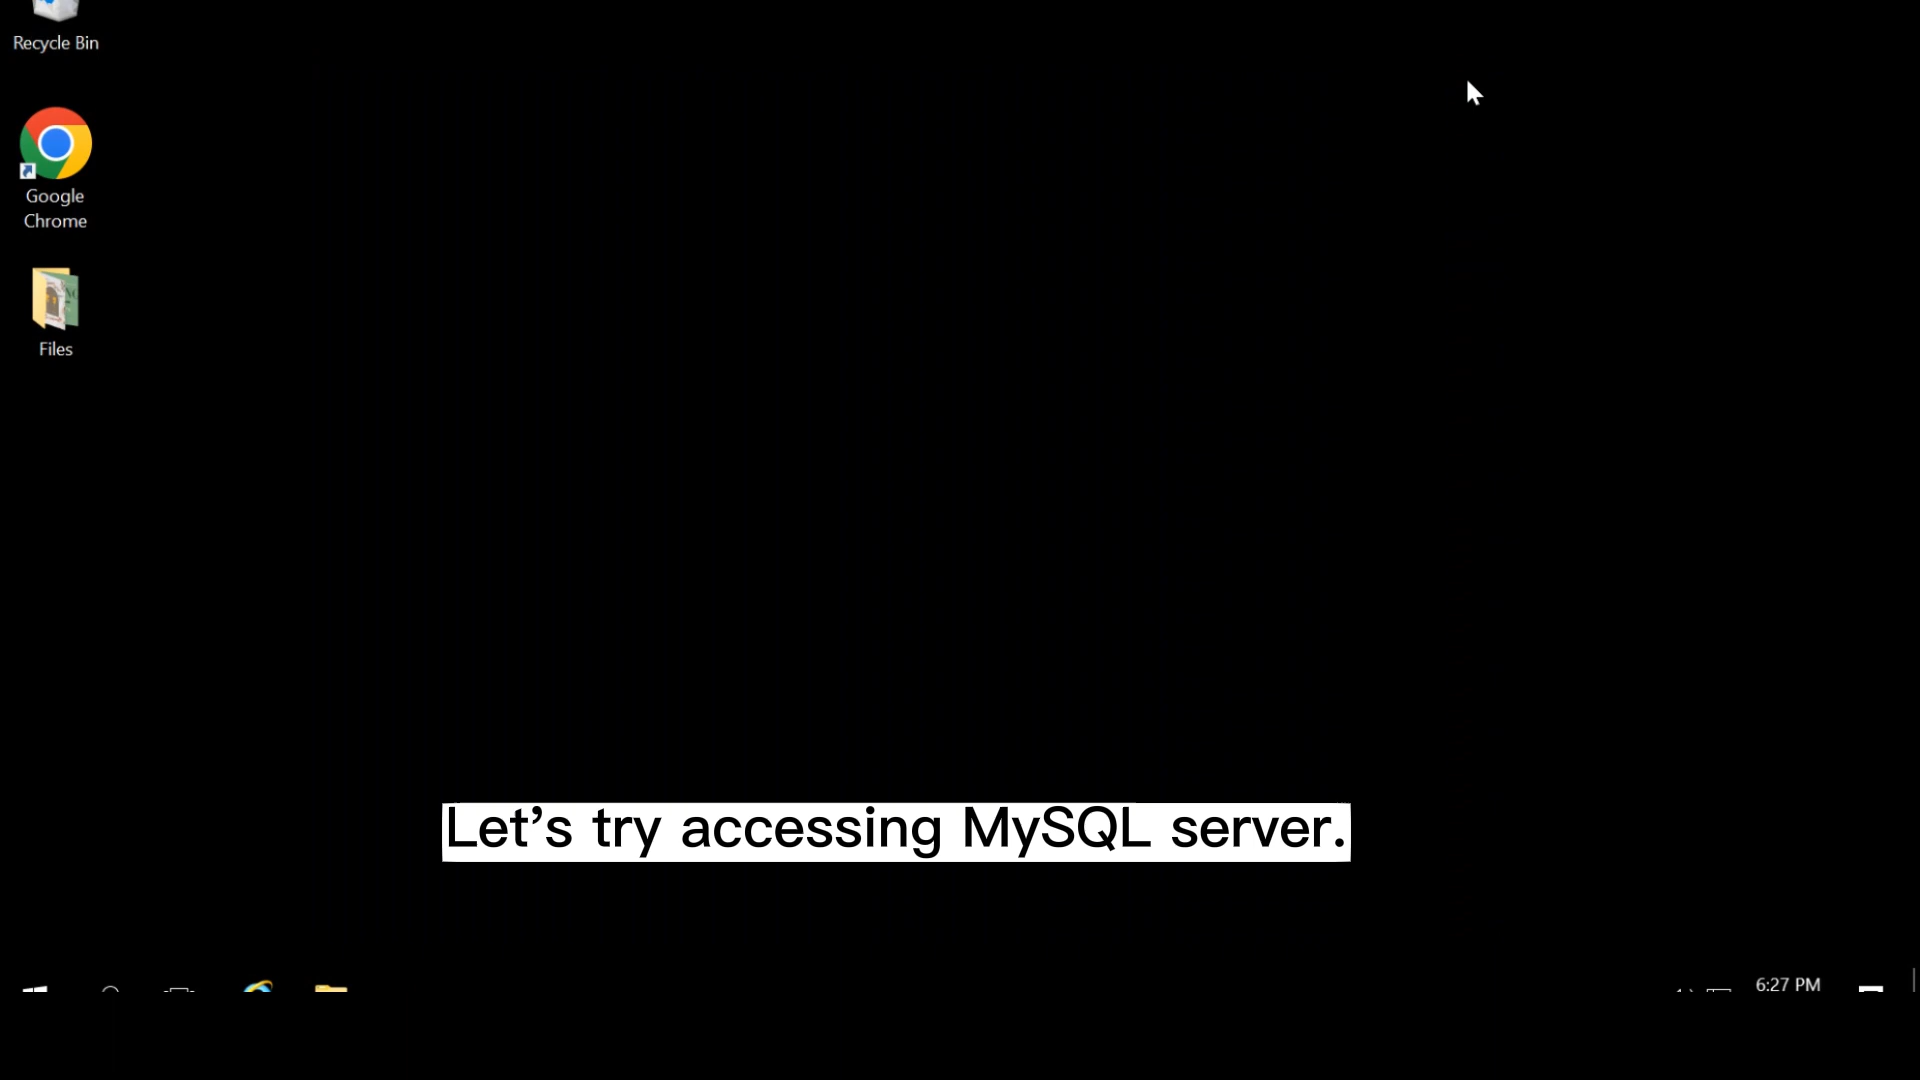 Recycle Bin
Google
Chrome
Files
Let’s try accessing MySQL server.
6:27 PM